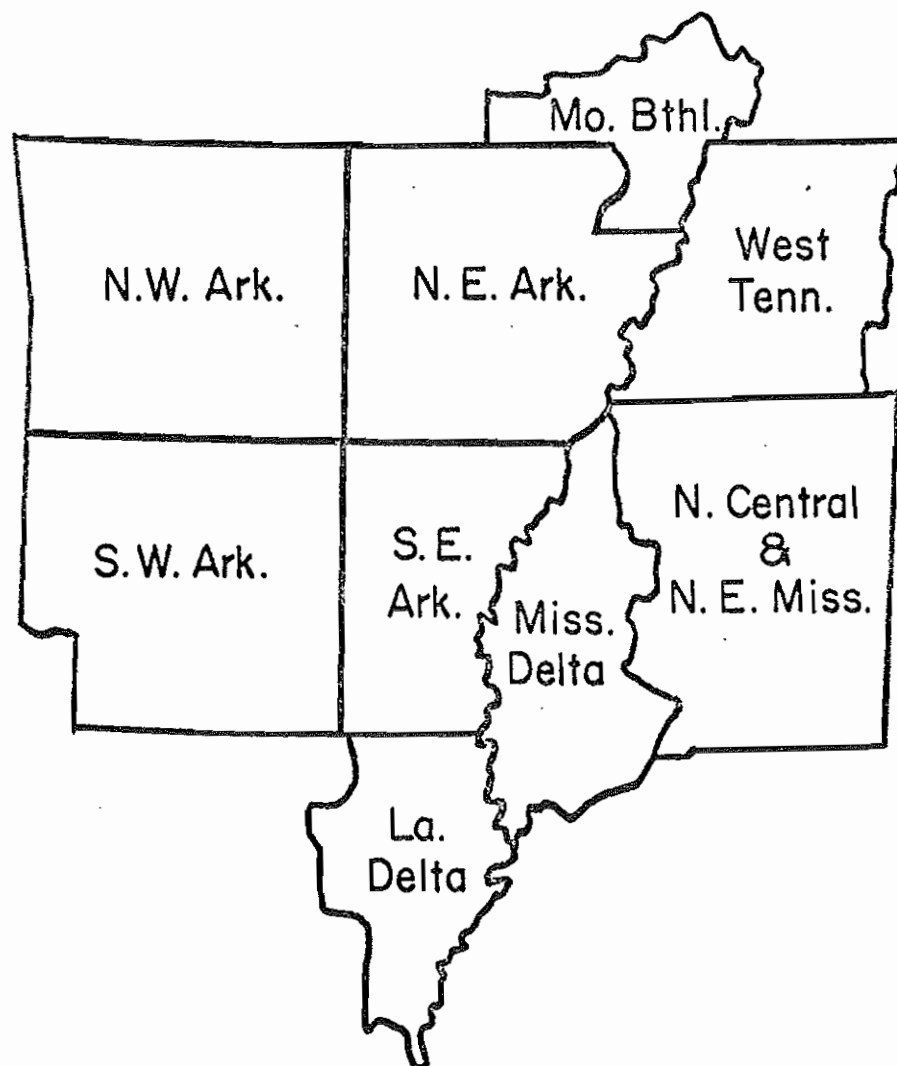 Mo. Bthl.
N.W. Ark.
N. E. Ark.
West
Tenn.
S.W. Ark.
S. E.
Ark.
Miss.
Delta
N. Central
&
N. E. Miss.
La.
Delta